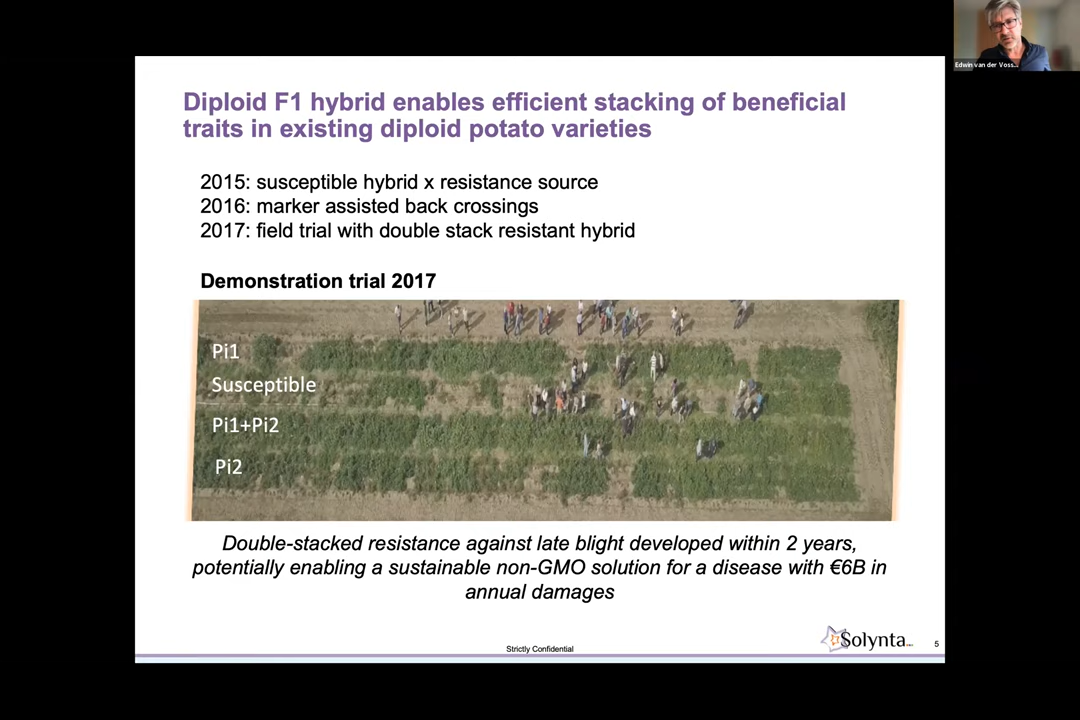 Edwin van der Voss...
Diploid F1 hybrid enables efficient stacking of beneficial
traits in existing diploid potato varieties
2015: susceptible hybrid x resistance source
2016: marker assisted back crossings
2017: field trial with double stack resistant hybrid
Demonstration trial 2017
Pi1
Susceptible
Pi1+Pi2
Pi2
Double-stacked resistance against late blight developed within 2 years,
potentially enabling a sustainable non-GMO solution for a disease with €6B in
annual damages
Solynta
Strictly Confidential
5